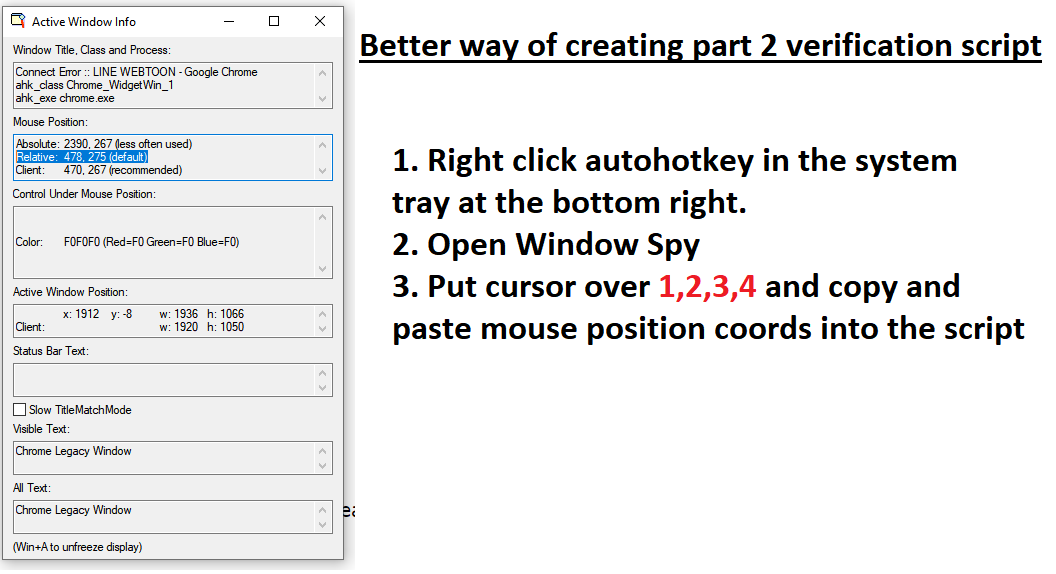 Active Window Info
Window Title, Class and Process:
Connect Error :: LINE WEBTOON - Google Chrome
ahk_class Chrome_WidgetWin_1
ahk_exe chrome.exe
Mouse Position:
Absolute: 2390, 267 (less often used)
Relative: 478, 275 (default)
Client: 470, 267 (recommended)
Control Under Mouse Position:
Color: F0F0F0 (Red=F0 Green=F0 Blue=F0)
Active Window Position:
x: 1912 y: -8 w: 1936 h: 1066
Client: w: 1920 h: 1050
Status Bar Text:
Slow TitleMatchMode
Visible Text:
Chrome Legacy Window
All Text:
Chrome Legacy Window
(Win+A to unfreeze display)
Better way of creating part 2 verification script
1. Right click autohotkey in the system
tray at the bottom right.
2. Open Window Spy
3. Put cursor over 1,2,3,4 and copy and
paste mouse position coords into the script